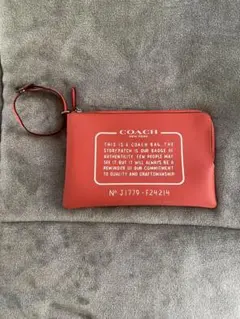 COACH
NEW YORK
THIS IS A COACH BAG. THE
STORYPATCH IS OUR BADGE OF
AUTHENTICITY. FEW PEOPLE MAY
SEE IT BUT IT WILL ALWAYS BE A
REMINDER OF OUR COMMITMENT
TO QUALITY AND CRAFTSMANSHIP.
Nº J1779-F24214